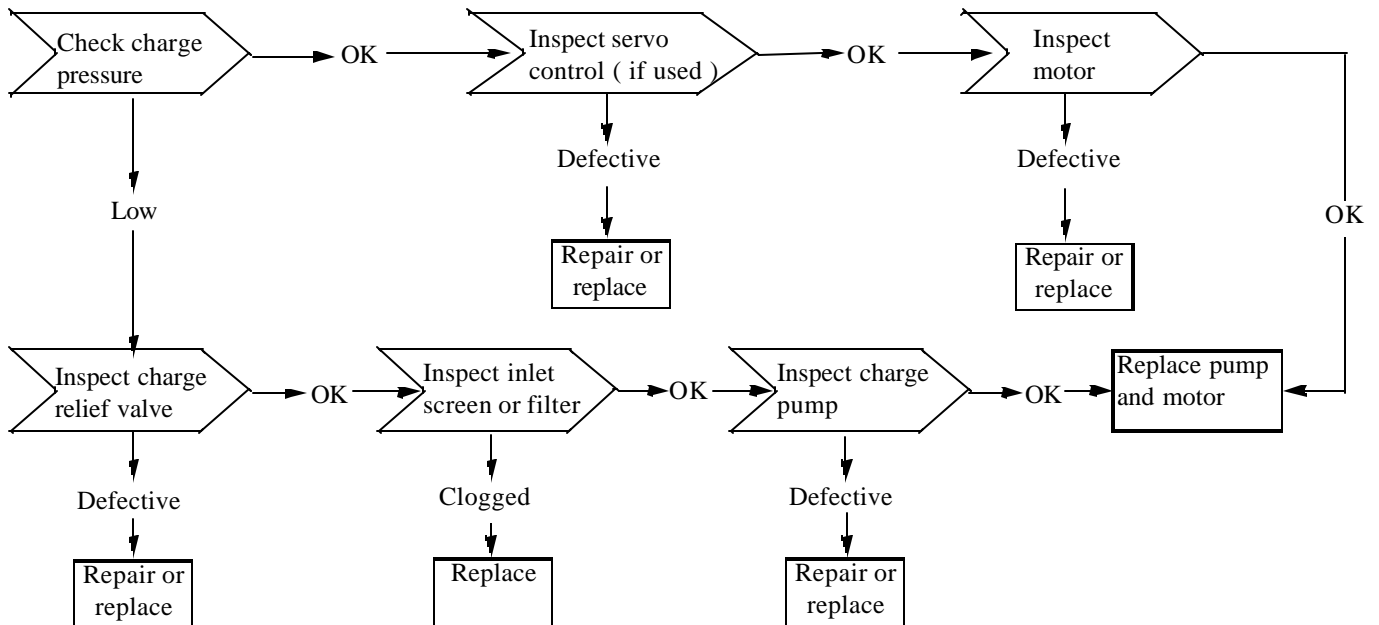 Check charge
pressure
OK
Inspect servo
control ( if used )
OK
Inspect
motor
Defective
Defective
Low
OK
Repair or
replace
Repair or
replace
Inspect charge
relief valve
OK
Inspect inlet
screen or filter
OK
Inspect charge
pump
OK
Replace pump
and motor
Defective
Clogged
Defective
Repair or
replace
Replace
Repair or
replace